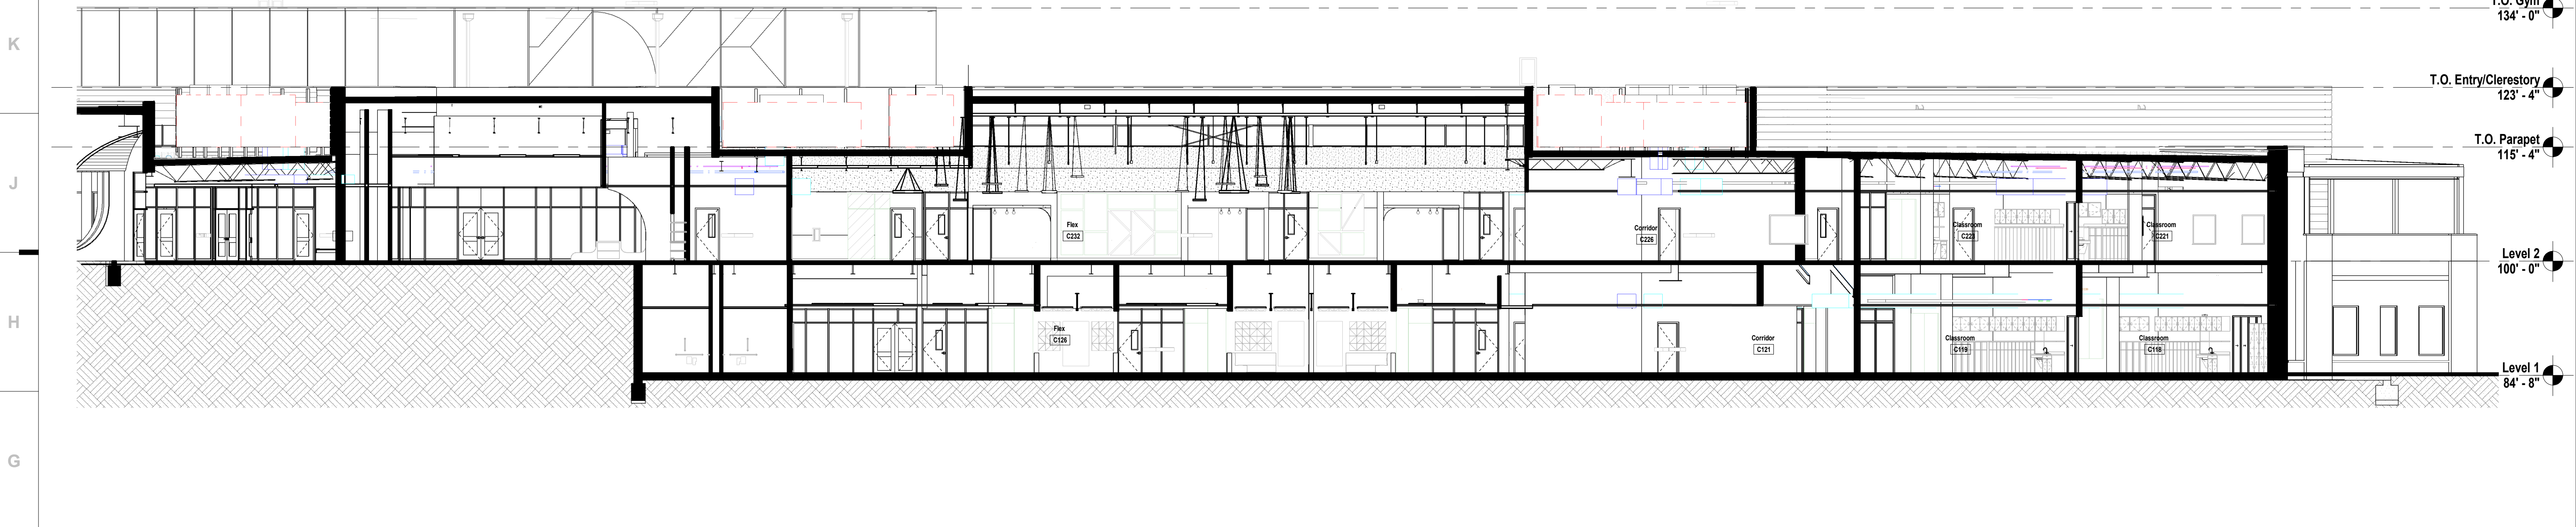 T.O. Gym
134' - 0"
K
T.O. Entry/Clerestory
123' - 4"
T.O. Parapet
115' - 4"
J
Flex
C232
Corridor
C226
Classroom
Classroom
C221
Level 2
100' - 0"
H
Flex
C126
Corridor
C121
Classroom
C119
Classroom
C118
Level 1
84' - 8"
G